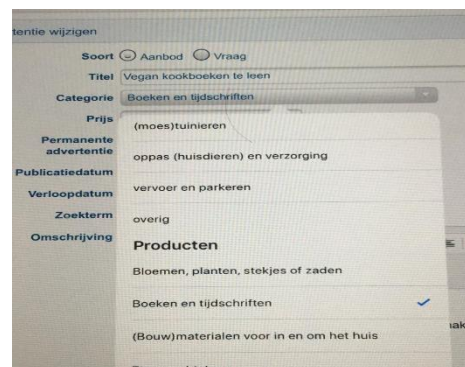 tentie wijzigen
Soort Aanbod Vraag
Titel Vegan kookboeken te leen
Categorie Boeken en tijdschriften
Prijs
(moes)tuinieren
Permanente
advertentie
oppas (huisdieren) en verzorging
Publicatiedatum
vervoer en parkeren
Verloopdatum
Zoekterm
overig
Omschrijving
Producten
Bloemen, planten, stekjes of zaden
Boeken en tijdschriften
(Bouw)materialen voor in en om het huis